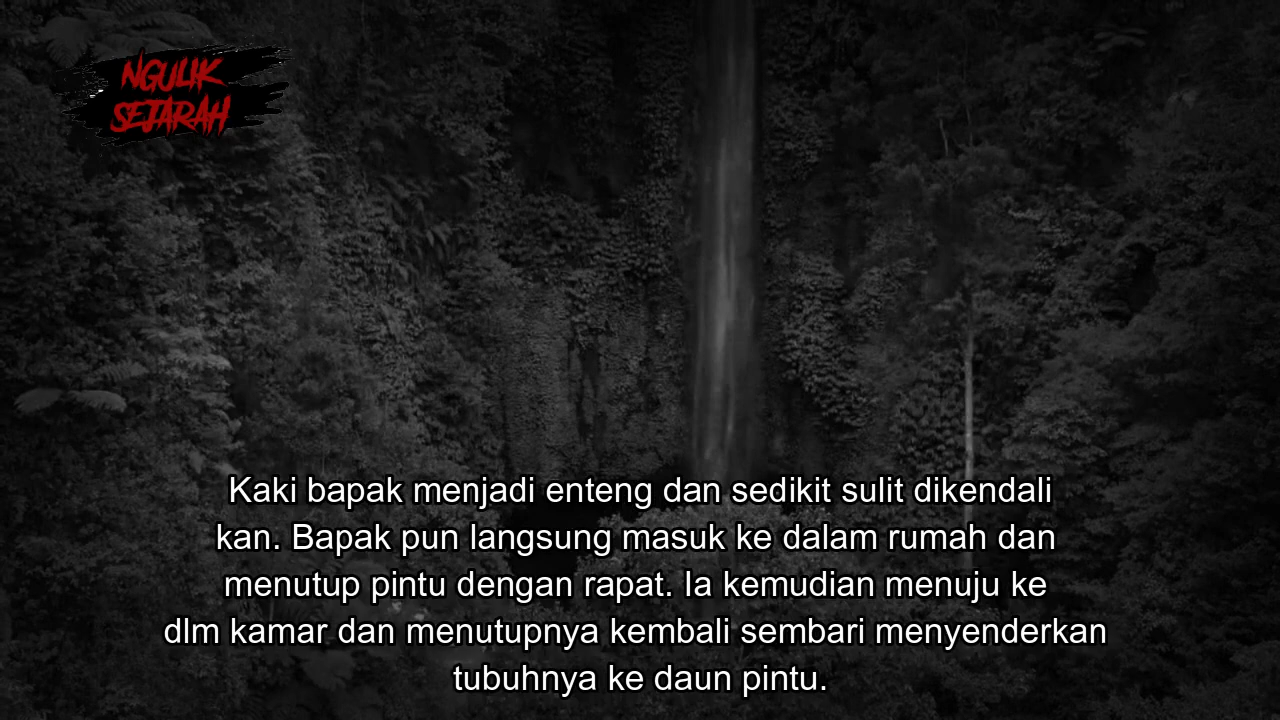 NGULIK
SEJARAH
Kaki bapak menjadi enteng dan sedikit sulit dikendali
kan. Bapak pun langsung masuk ke dalam rumah dan
menutup pintu dengan rapat. Ia kemudian menuju ke
dlm kamar dan menutupnya kembali sembari menyenderkan
tubuhnya ke daun pintu.